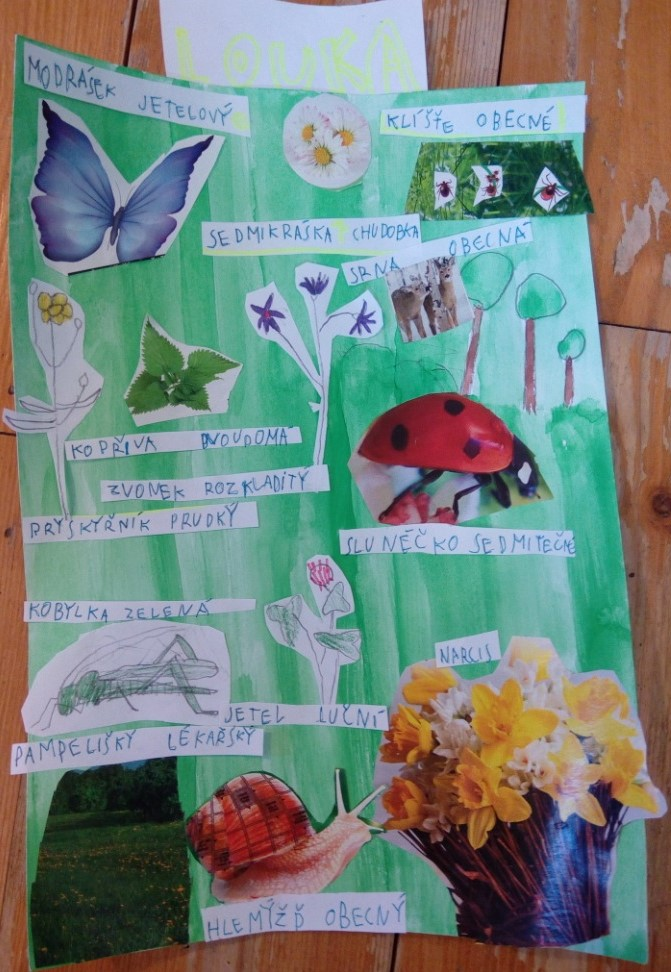 LOUKA
MODRÁSEK JETELOVÝ
KLÍŠTE OBECNÉ
SEDMIKRÁSKA CHUDOBKA
SRNA OBECNÁ
KOPŘIVA DVOUDOMÁ
ZVONEK ROZKLADITÝ
PRYSKYŘNÍK PRUDKÝ
SLUNÉČKO SEDMITEČNÉ
KOBYLKA ZELENÁ
NARCIS
JETEL LUČNÍ
PAMPELIŠKY LÉKAŘSKÝ
HLEMÝŽĎ OBECNÝ